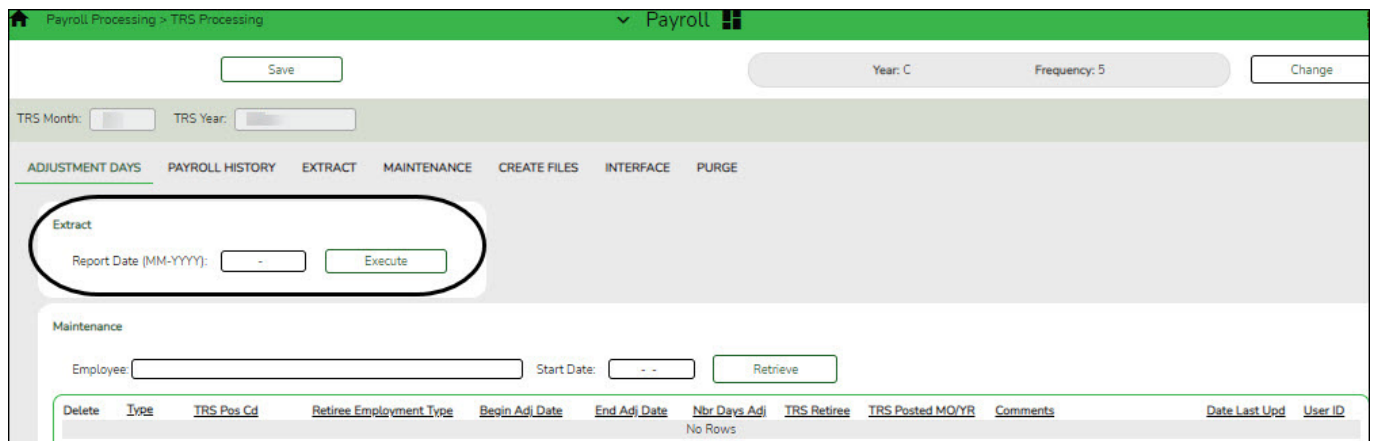 Payroll Processing > TRS Processing Payroll
Save Year: C Frequency: 5 Change
TRS Month: TRS Year:
ADJUSTMENT DAYS PAYROLL HISTORY EXTRACT MAINTENANCE CREATE FILES INTERFACE PURGE
Extract
Report Date (MM-YYYY): - Execute
Maintenance
Employee: Start Date: - - Retrieve
Delete Type TRS Pos Cd Retiree Employment Type Begin Adj Date End Adj Date Nbr Days Adj TRS Retiree TRS Posted MO/YR Comments Date Last Upd User ID
No Rows